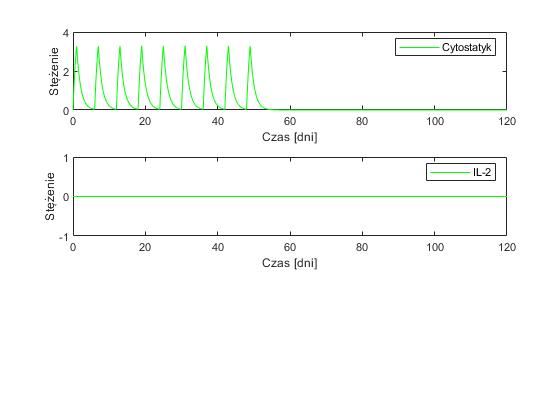 4
2
0
Stężenie
Cytostatyk
0 20 40 60 80 100 120
Czas [dni]
1
0
-1
Stężenie
IL-2
0 20 40 60 80 100 120
Czas [dni]